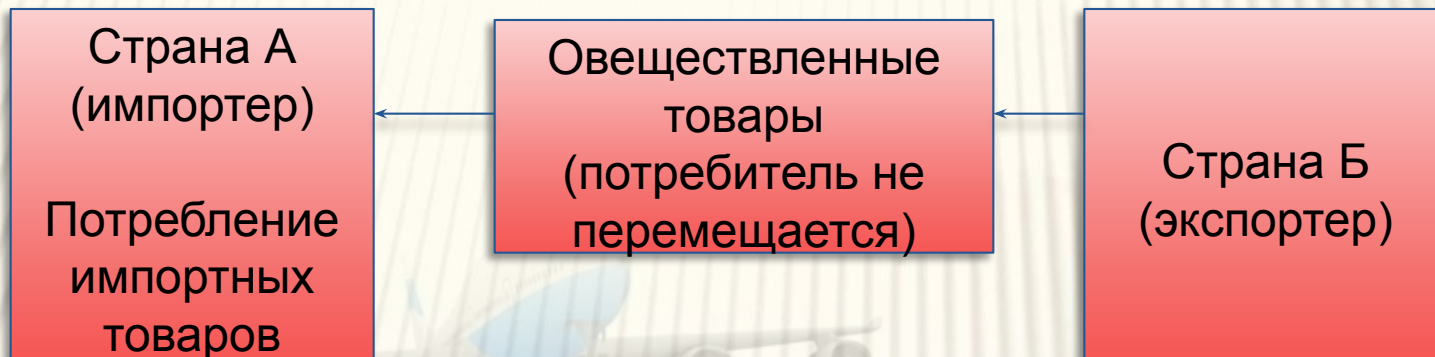 Страна А
(импортер)
Потребление
импортных
товаров
Овеществленные
товары
(потребитель не
перемещается)
Страна Б
(экспортер)